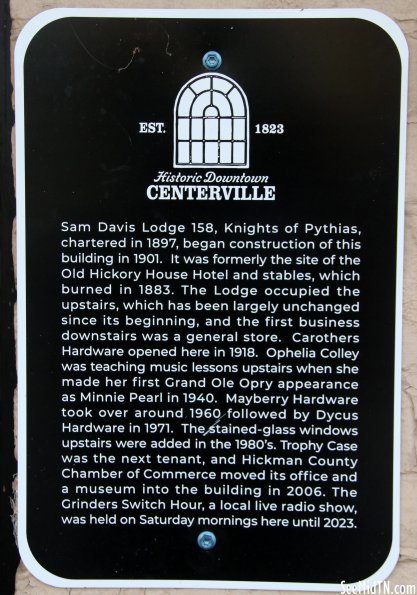 EST. 1823
Historic Downtown
CENTERVILLE
Sam Davis Lodge 158, Knights of Pythias,
chartered in 1897, began construction of this
building in 1901. It was formerly the site of the
Old Hickory House Hotel and stables, which
burned in 1883. The Lodge occupied the
upstairs, which has been largely unchanged
since its beginning, and the first business
downstairs was a general store. Carothers
Hardware opened here in 1918. Ophelia Colley
was teaching music lessons upstairs when she
made her first Grand Ole Opry appearance
as Minnie Pearl in 1940. Mayberry Hardware
took over around 1960 followed by Dycus
Hardware in 1971. The stained-glass windows
upstairs were added in the 1980's. Trophy Case
was the next tenant, and Hickman County
Chamber of Commerce moved its office and
a museum into the building in 2006. The
Grinders Switch Hour, a local live radio show,
was held on Saturday mornings here until 2023.
SeeMidTN.com